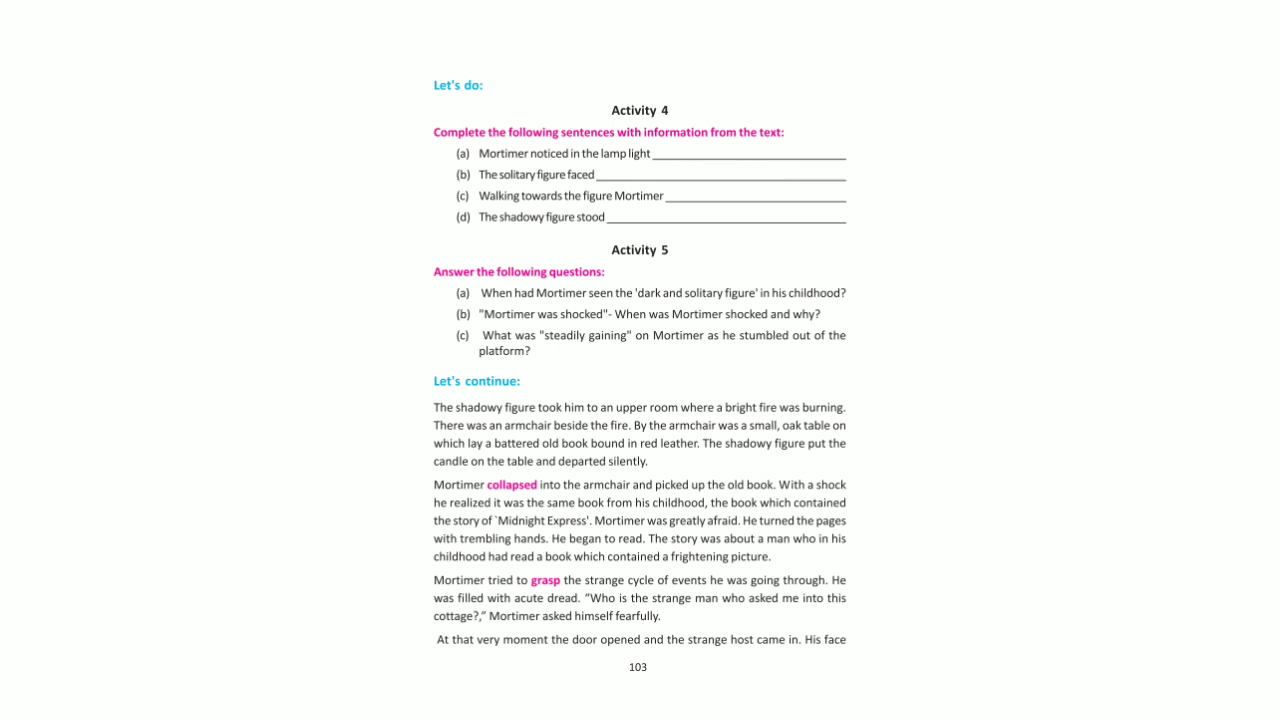 Let's do:
Activity 4
Complete the following sentences with information from the text:
(a) Mortimer noticed in the lamp light ______________________________
(b) The solitary figure faced ______________________________
(c) Walking towards the figure Mortimer ______________________________
(d) The shadowy figure stood ______________________________
Activity 5
Answer the following questions:
(a) When had Mortimer seen the 'dark and solitary figure' in his childhood?
(b) "Mortimer was shocked"- When was Mortimer shocked and why?
(c) What was "steadily gaining" on Mortimer as he stumbled out of the
platform?
Let's continue:
The shadowy figure took him to an upper room where a bright fire was burning.
There was an armchair beside the fire. By the armchair was a small, oak table on
which lay a battered old book bound in red leather. The shadowy figure put the
candle on the table and departed silently.
Mortimer collapsed into the armchair and picked up the old book. With a shock
he realized it was the same book from his childhood, the book which contained
the story of `Midnight Express'. Mortimer was greatly afraid. He turned the pages
with trembling hands. He began to read. The story was about a man who in his
childhood had read a book which contained a frightening picture.
Mortimer tried to grasp the strange cycle of events he was going through. He
was filled with acute dread. "Who is the strange man who asked me into this
cottage?," Mortimer asked himself fearfully.
At that very moment the door opened and the strange host came in. His face
103